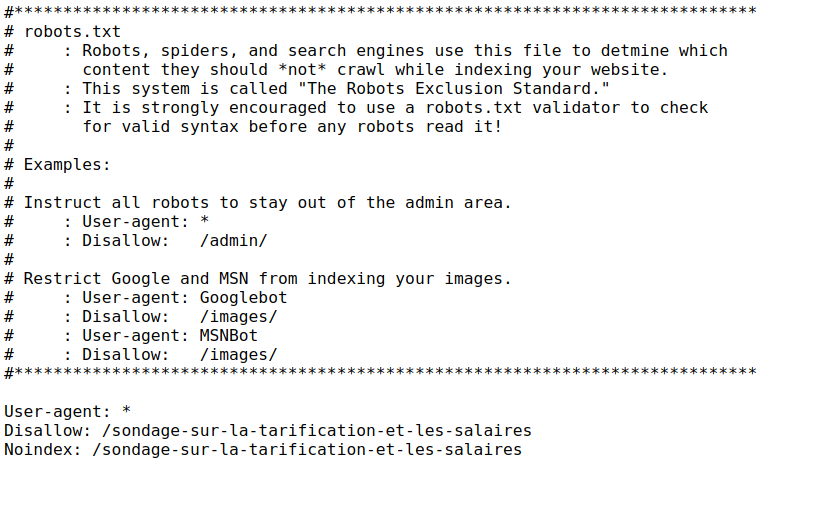 #****************************************************************************
# robots.txt
#     : Robots, spiders, and search engines use this file to detmine which
#       content they should *not* crawl while indexing your website.
#     : This system is called "The Robots Exclusion Standard."
#     : It is strongly encouraged to use a robots.txt validator to check
#       for valid syntax before any robots read it!
#
# Examples:
#
# Instruct all robots to stay out of the admin area.
#     : User-agent: *
#     : Disallow:   /admin/
#
# Restrict Google and MSN from indexing your images.
#     : User-agent: Googlebot
#     : Disallow:   /images/
#     : User-agent: MSNBot
#     : Disallow:   /images/
#****************************************************************************
User-agent: *
Disallow: /sondage-sur-la-tarification-et-les-salaires
Noindex: /sondage-sur-la-tarification-et-les-salaires